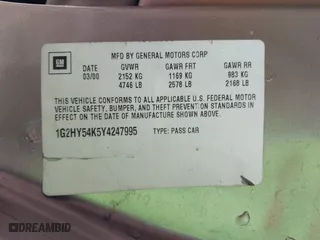 GM
MFD BY GENERAL MOTORS CORP
DATE GVWR GAWR FRT GAWR RR
03/00 2152 KG 1169 KG 983 KG
4746 LB 2578 LB 2168 LB
THIS VEHICLE CONFORMS TO ALL APPLICABLE U.S. FEDERAL MOTOR
VEHICLE SAFETY, BUMPER, AND THEFT PREVENTION STANDARDS IN
EFFECT ON THE DATE OF MANUFACTURE SHOWN ABOVE.
1G2HY54K5Y4247995 TYPE: PASS CAR
DREAMBID